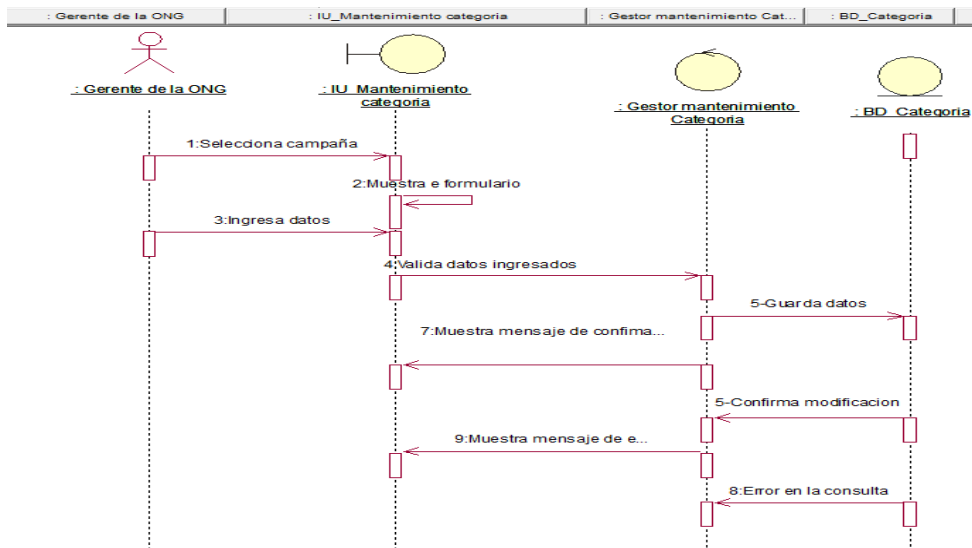 : Gerente de la ONG
: IU_Mantenimiento categoria
: Gestor mantenimiento Cat...
: BD_Categoria
: Gerente de la ONG
: IU_Mantenimiento
categoria
: Gestor mantenimiento
Categoria
: BD_Categoria
1:Selecciona campaña
2:Muestra e formulario
3:Ingresa datos
4:Valida datos ingresados
5-Guarda datos
7:Muestra mensaje de confima...
5-Confirma modificacion
9:Muestra mensaje de e...
8:Error en la consulta